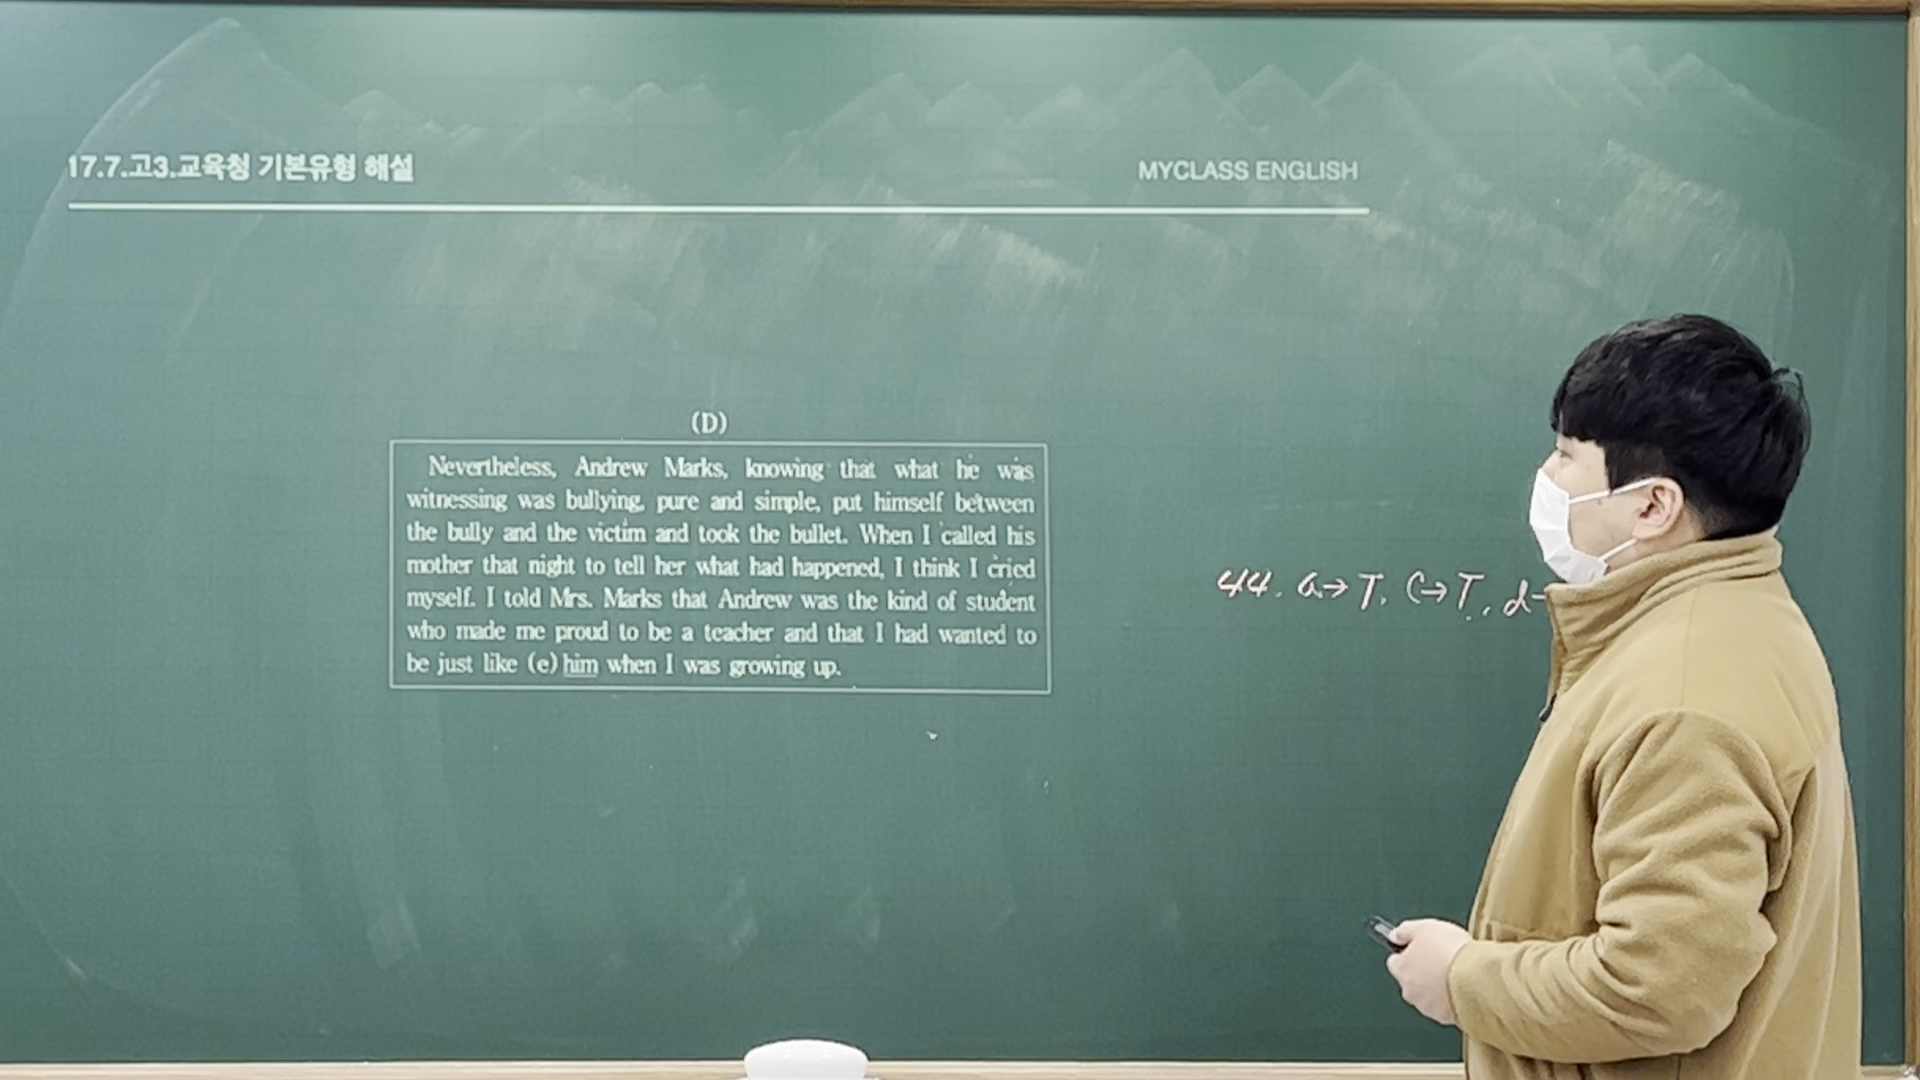 17.7.고3.교육청 기본유형 해설
MYCLASS ENGLISH
(D)
Nevertheless, Andrew Marks, knowing that what he was
witnessing was bullying, pure and simple, put himself between
the bully and the victim and took the bullet. When I called his
mother that night to tell her what had happened, I think I cried
myself. I told Mrs. Marks that Andrew was the kind of student
who made me proud to be a teacher and that I had wanted to
be just like (e) him when I was growing up.
44. a→T, C→T, d